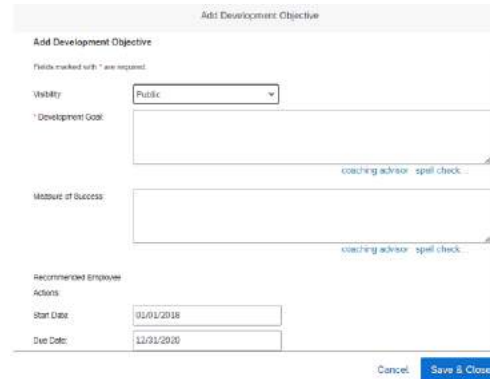 Add Development Objective
Add Development Objective
Fields marked with * are required.
Visibility
Public
* Development Goal:
coaching advisor spell check...
Measure of Success:
coaching advisor spell check...
Recommended Employee
Actions:
Start Date:
01/01/2018
Due Date:
12/31/2020
Cancel
Save & Close